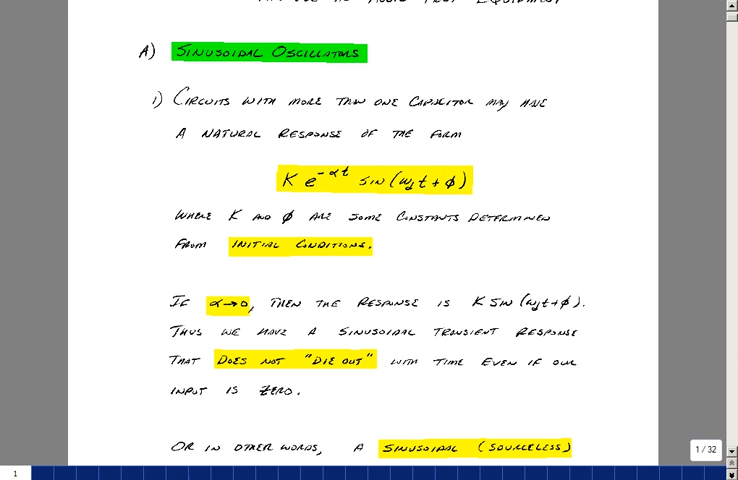 A) SINUSOIDAL OSCILLATORS
1) CIRCUITS WITH MORE THAN ONE CAPACITOR MAY HAVE
A NATURAL RESPONSE OF THE FORM
K e^-αt SIN(ωdt + φ)
WHERE K AND φ ARE SOME CONSTANTS DETERMINED
FROM INITIAL CONDITIONS.
IF α→0, THEN THE RESPONSE IS K SIN(ωdt+φ).
THUS WE HAVE A SINUSOIDAL TRANSIENT RESPONSE
THAT DOES NOT "DIE OUT" WITH TIME EVEN IF OUR
INPUT IS ZERO.
OR IN OTHER WORDS, A SINUSOIDAL (SOURCELESS)
1 / 32
1